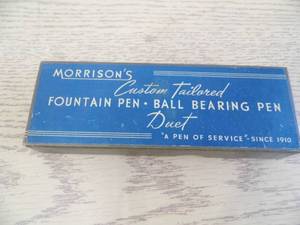 MORRISON'S
Custom Tailored
FOUNTAIN PEN • BALL BEARING PEN
Duet
"A PEN OF SERVICE" - SINCE 1910